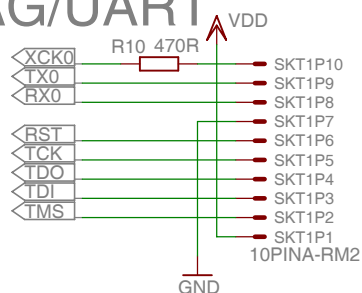 AG/UART
VDD
R10 470R
XCK0
SKT1P10
TX0
SKT1P9
RX0
SKT1P8
SKT1P7
RST
SKT1P6
TCK
SKT1P5
TDO
SKT1P4
TDI
SKT1P3
TMS
SKT1P2
SKT1P1
10PINA-RM2
GND